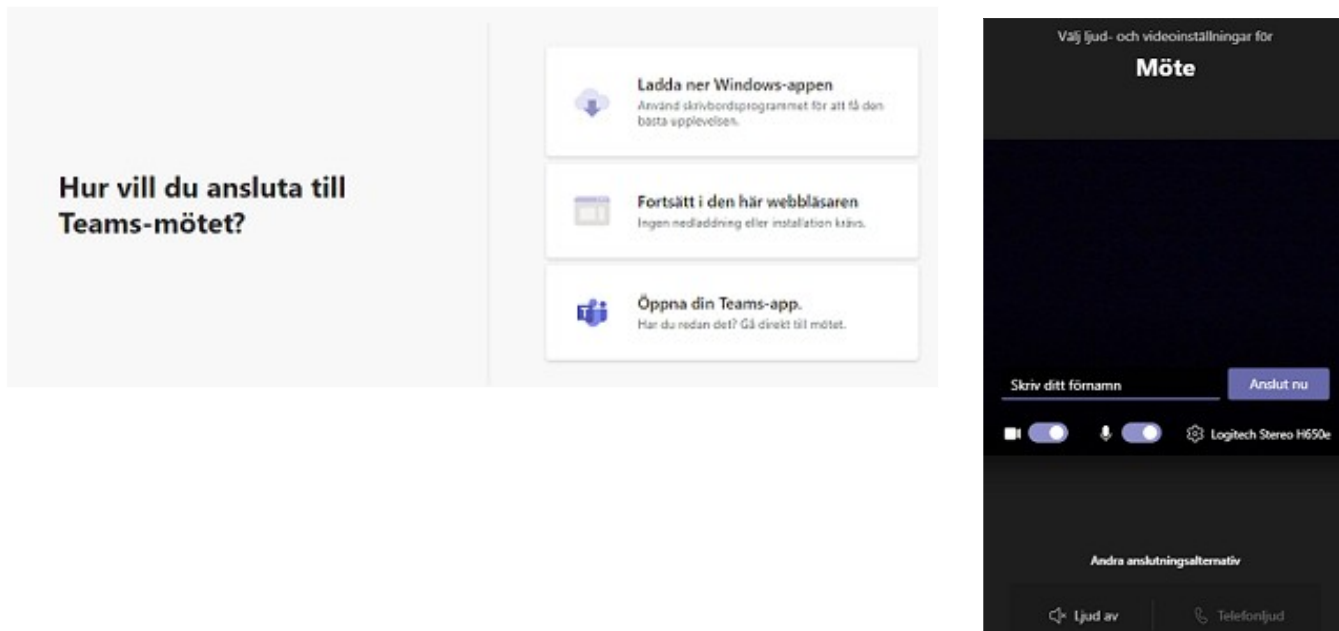 Hur vill du ansluta till
Teams-mötet?
Ladda ner Windows-appen
Använd skrivbordsprogrammet för att få den
bästa upplevelsen.
Fortsätt i den här webbläsaren
Ingen nedladdning eller installation krävs.
Öppna din Teams-app.
Har du redan det? Gå direkt till mötet.
Välj ljud- och videoinställningar för
Möte
Skriv ditt förnamn
Anslut nu
Logitech Stereo H650e
Andra anslutningsalternativ
Ljud av
Telefonljud